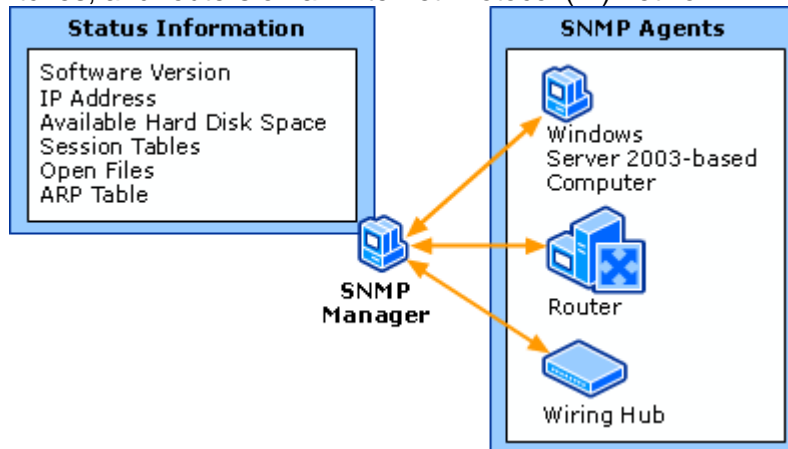 Status Information
Software Version
IP Address
Available Hard Disk Space
Session Tables
Open Files
ARP Table
SNMP
Manager
SNMP Agents
Windows
Server 2003-based
Computer
Router
Wiring Hub